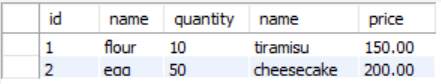 id name quantity name price
1 flour 10 tiramisu 150.00
2 egg 50 cheesecake 200.00